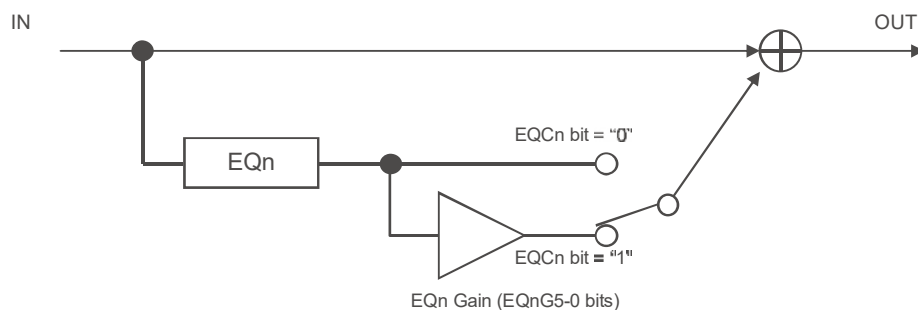 IN
OUT
EQCn bit = “0”
EQn
EQCn bit = “1”
EQn Gain (EQnG5-0 bits)